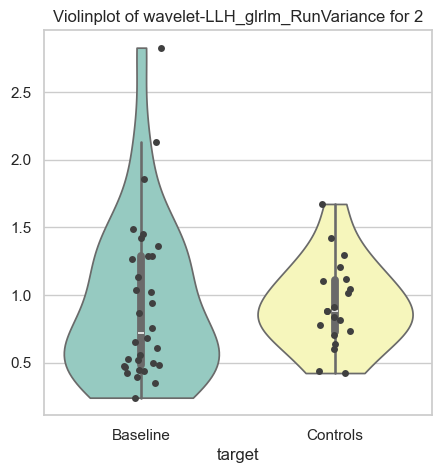 Violinplot of wavelet-LLH_glrlm_RunVariance for 2
2.5
2.0
1.5
1.0
0.5
Baseline Controls
target